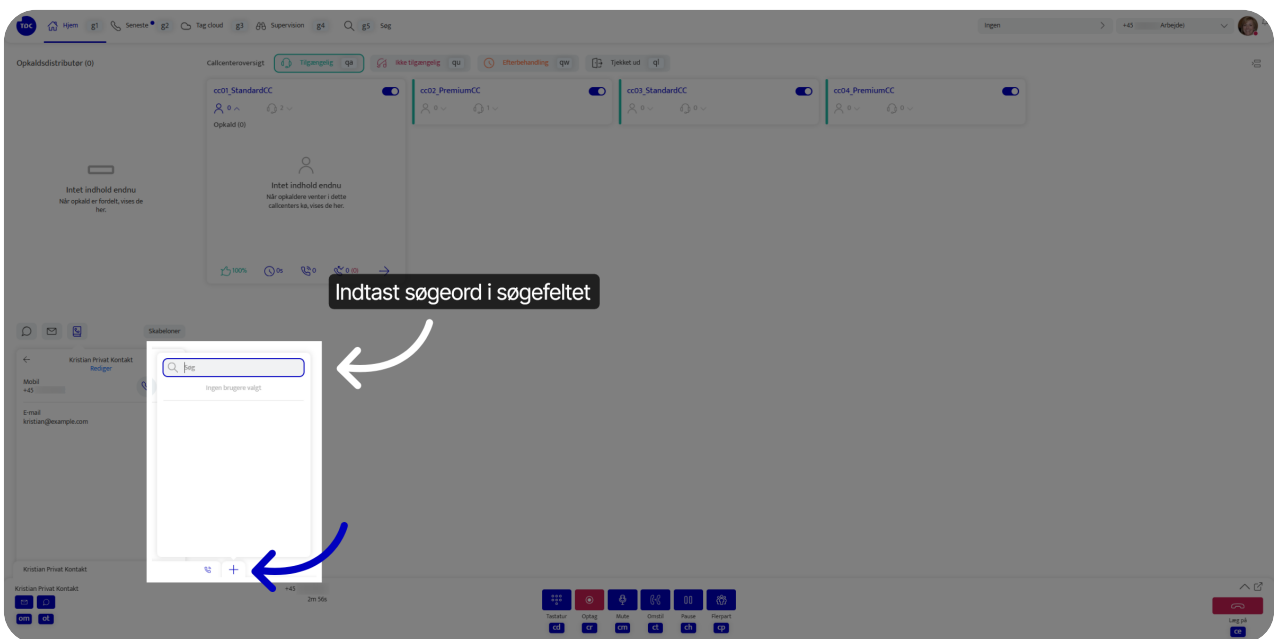 TDC Hjem g1 Seneste g2 Tag cloud g3 Supervision g4 g5 Søg Ingen +45 Arbejde)
Opkaldsdistributør (0)
Callcenteroversigt Tilgængelig qa Ikke tilgængelig qu Efterbehandling qw Tjekket ud ql
cc01_StandardCC cc02_PremiumCC cc03_StandardCC cc04_PremiumCC
0 2 0 1 0 0 0 0
Opkald (0)
Intet indhold endnu
Når opkald er fordelt, vises de
her.
Intet indhold endnu
Når opkaldere venter i dette
callcenters kø, vises de her.
100% 0s 0 0 (0)
Indtast søgeord i søgefeltet
Skabeloner
Kristian Privat Kontakt
Rediger
Mobil
+45
E-mail
kristian@example.com
Søg
Ingen brugere valgt
Kristian Privat Kontakt
Kristian Privat Kontakt
+45
2m 50s
om ot
Tastatur Optag Mute Omstil Pause Flerpart
cd cr cm ct ch cp
Læg på
ce